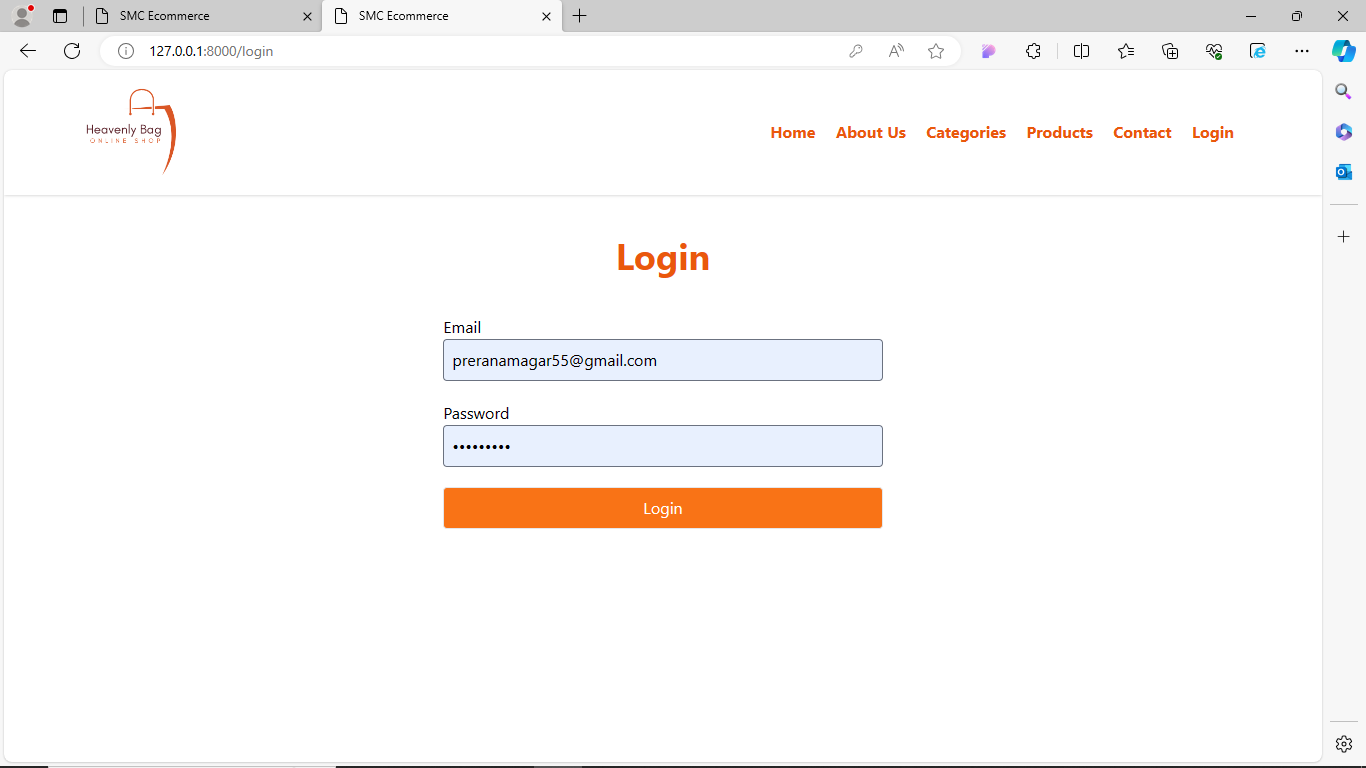 SMC Ecommerce
SMC Ecommerce
127.0.0.1:8000/login
Heavenly Bag
ONLINE SHOP
Home About Us Categories Products Contact Login
Login
Email
preranamagar55@gmail.com
Password
•••••••••
Login